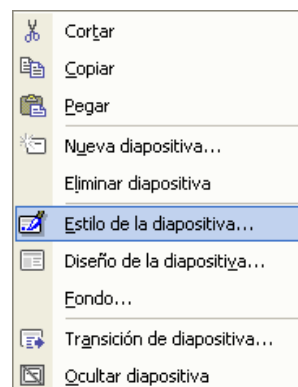 Cortar
Copiar
Pegar
Nueva diapositiva...
Eliminar diapositiva
Estilo de la diapositiva...
Diseño de la diapositiva...
Fondo...
Transición de diapositiva...
Ocultar diapositiva